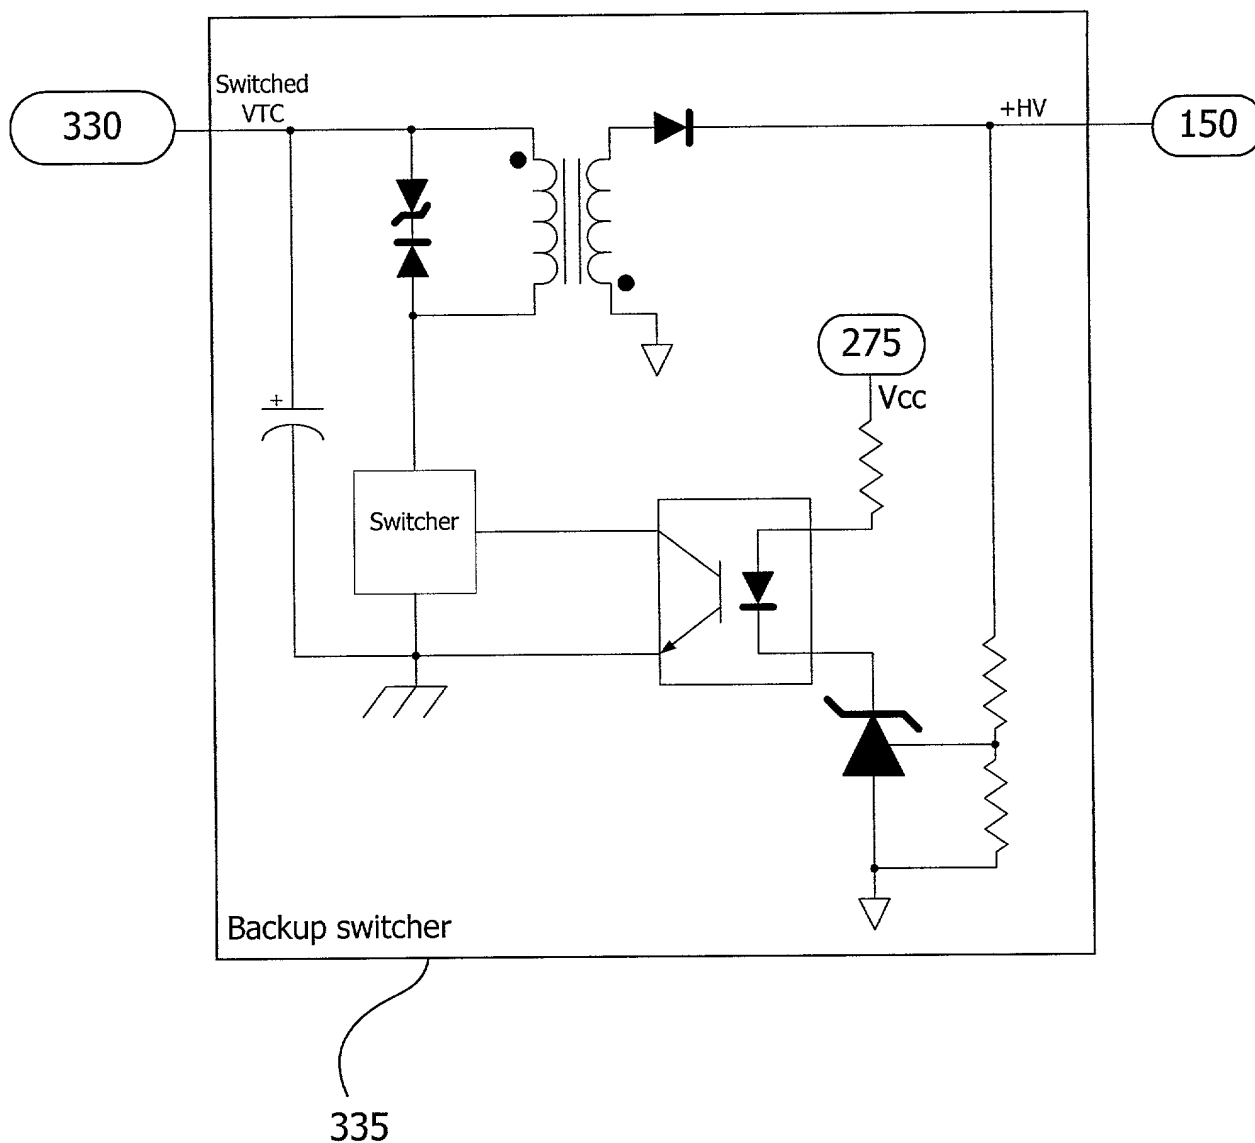 Switched
VTC
330
+HV
150
275
Vcc
+
Switcher
Backup switcher
335